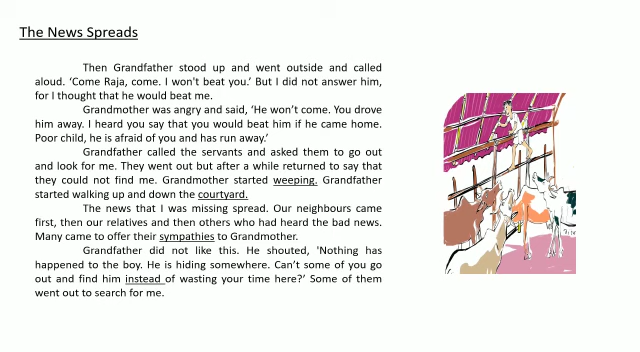 The News Spreads
Then Grandfather stood up and went outside and called
aloud. ‘Come Raja, come. I won't beat you.’ But I did not answer him,
for I thought that he would beat me.
Grandmother was angry and said, ‘He won’t come. You drove
him away. I heard you say that you would beat him if he came home.
Poor child, he is afraid of you and has run away.’
Grandfather called the servants and asked them to go out
and look for me. They went out but after a while returned to say that
they could not find me. Grandmother started weeping. Grandfather
started walking up and down the courtyard.
The news that I was missing spread. Our neighbours came
first, then our relatives and then others who had heard the bad news.
Many came to offer their sympathies to Grandmother.
Grandfather did not like this. He shouted, 'Nothing has
happened to the boy. He is hiding somewhere. Can’t some of you go
out and find him instead of wasting your time here?’ Some of them
went out to search for me.